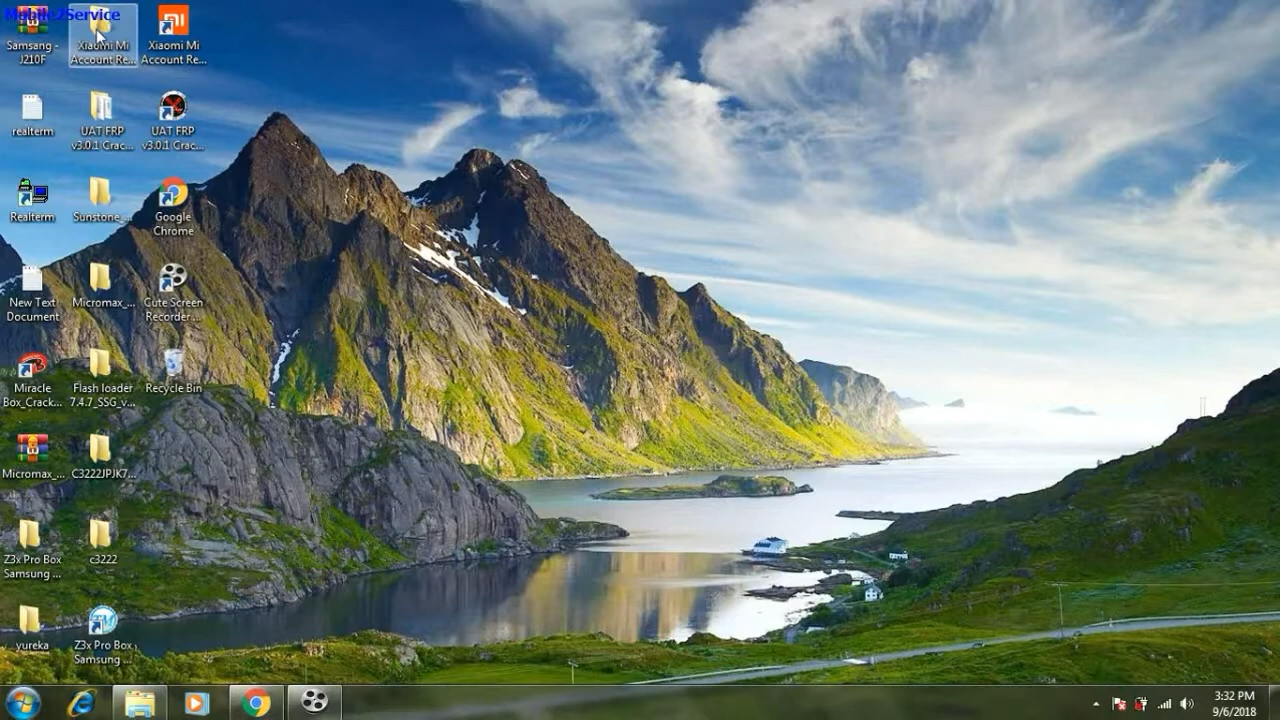 Mobile2Service
Samsang -
J210F
Xiaomi Mi
Account Re...
Xiaomi Mi
Account Re...
realterm
UAT FRP
v3.0.1 Crac...
UAT FRP
v3.0.1 Crac...
Realterm
Sunstone_...
Google
Chrome
New Text
Document
Micromax_...
Cute Screen
Recorder...
Miracle
Box_Crack...
Flash loader
7.4.7_SSG_v...
Recycle Bin
Micromax_...
C3222JPJK7...
Z3x Pro Box
Samsung ...
c3222
yureka
Z3x Pro Box
Samsung ...
3:32 PM
9/6/2018